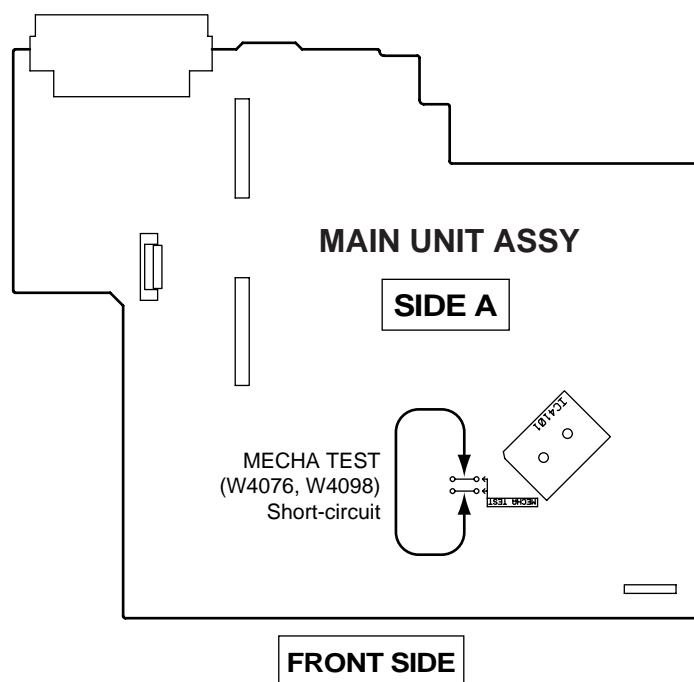 MAIN UNIT ASSY
SIDE A
IC4101
MECHA TEST
(W4076, W4098)
Short-circuit
MECHA TEST
FRONT SIDE